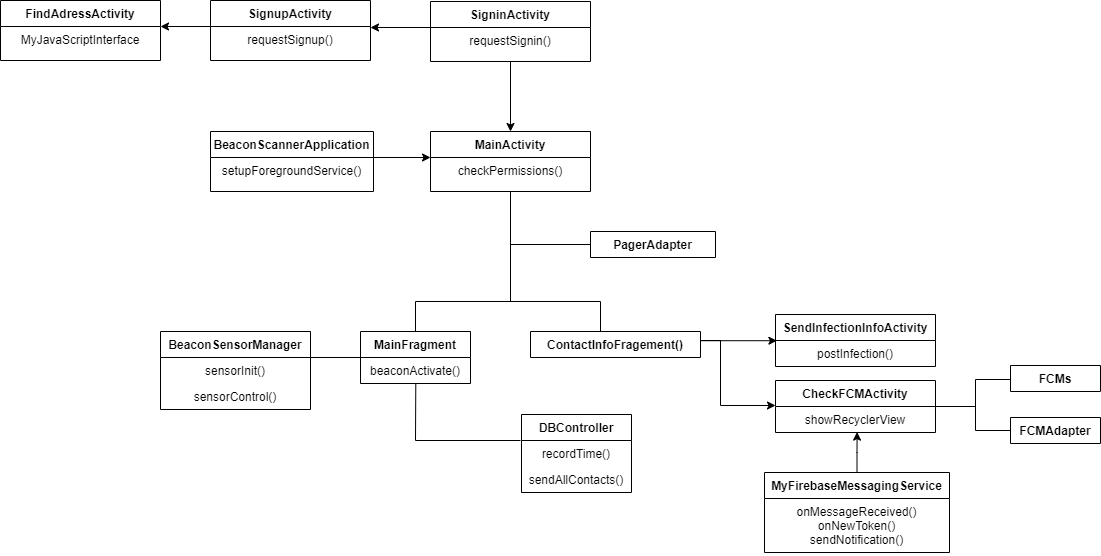 FindAdressActivity
MyJavaScriptInterface
SignupActivity
requestSignup()
SigninActivity
requestSignin()
BeaconScannerApplication
setupForegroundService()
MainActivity
checkPermissions()
PagerAdapter
BeaconSensorManager
sensorInit()
sensorControl()
MainFragment
beaconActivate()
ContactInfoFragement()
SendInfectionInfoActivity
postInfection()
CheckFCMActivity
showRecyclerView
FCMs
FCMAdapter
DBController
recordTime()
sendAllContacts()
MyFirebaseMessagingService
onMessageReceived()
onNewToken()
sendNotification()